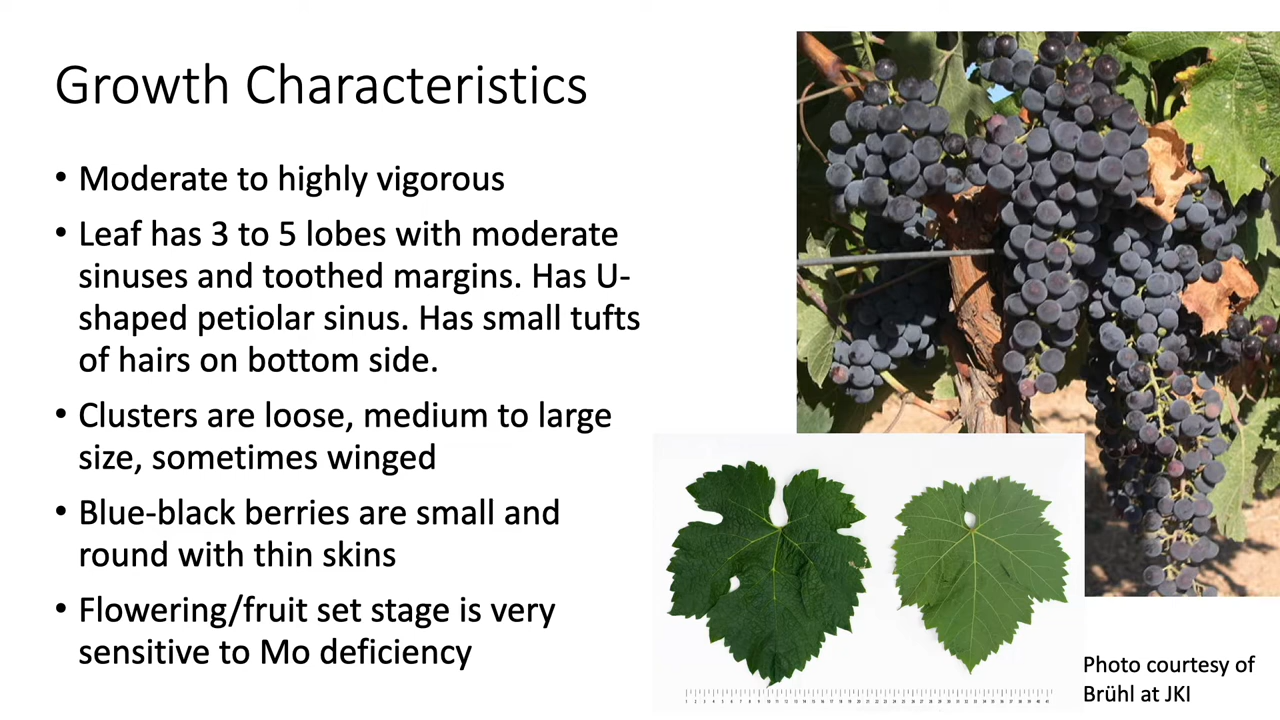 Growth Characteristics
• Moderate to highly vigorous
• Leaf has 3 to 5 lobes with moderate
sinuses and toothed margins. Has U-
shaped petiolar sinus. Has small tufts
of hairs on bottom side.
• Clusters are loose, medium to large
size, sometimes winged
• Blue-black berries are small and
round with thin skins
• Flowering/fruit set stage is very
sensitive to Mo deficiency
Photo courtesy of
Brühl at JKI